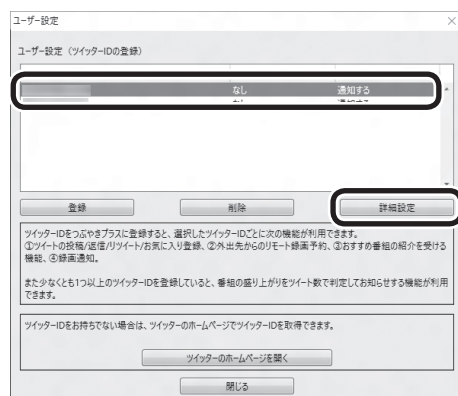 ユーザー設定
ユーザー設定（ツイッターIDの登録）
なし 通知する
登録 削除 詳細設定
ツイッターIDをつぶやきプラスに登録すると、選択したツイッターIDごとに次の機能が利用できます。
①ツイートの投稿/返信/リツイート/お気に入り登録、②外出先からのリモート録画予約、③おすすめ番組の紹介を受ける
機能、④録画通知。
また少なくとも1つ以上のツイッターIDを登録していると、番組の盛り上がりをツイート数で判定してお知らせする機能が利用
できます。
ツイッターIDをお持ちでない場合は、ツイッターのホームページでツイッターIDを取得できます。
ツイッターのホームページを開く
閉じる